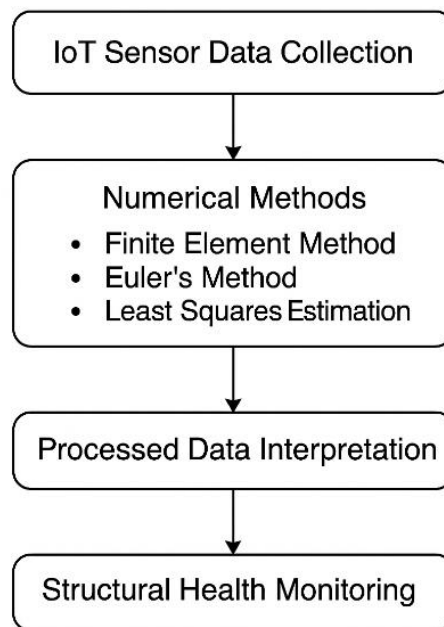 IoT Sensor Data Collection
Numerical Methods
• Finite Element Method
• Euler's Method
• Least Squares Estimation
Processed Data Interpretation
Structural Health Monitoring